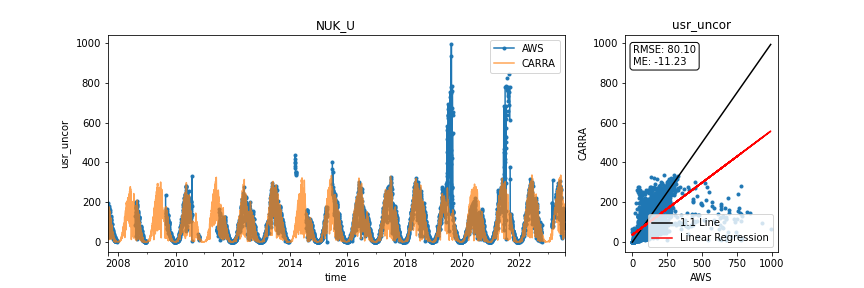 NUK_U
usr_uncor
1000
800
600
400
200
0
2008
2010
2012
2014
2016
2018
2020
2022
time
AWS
CARRA
usr_uncor
CARRA
1000
800
600
400
200
0
RMSE: 80.10
ME: -11.23
1:1 Line
Linear Regression
0
250
500
750
1000
AWS